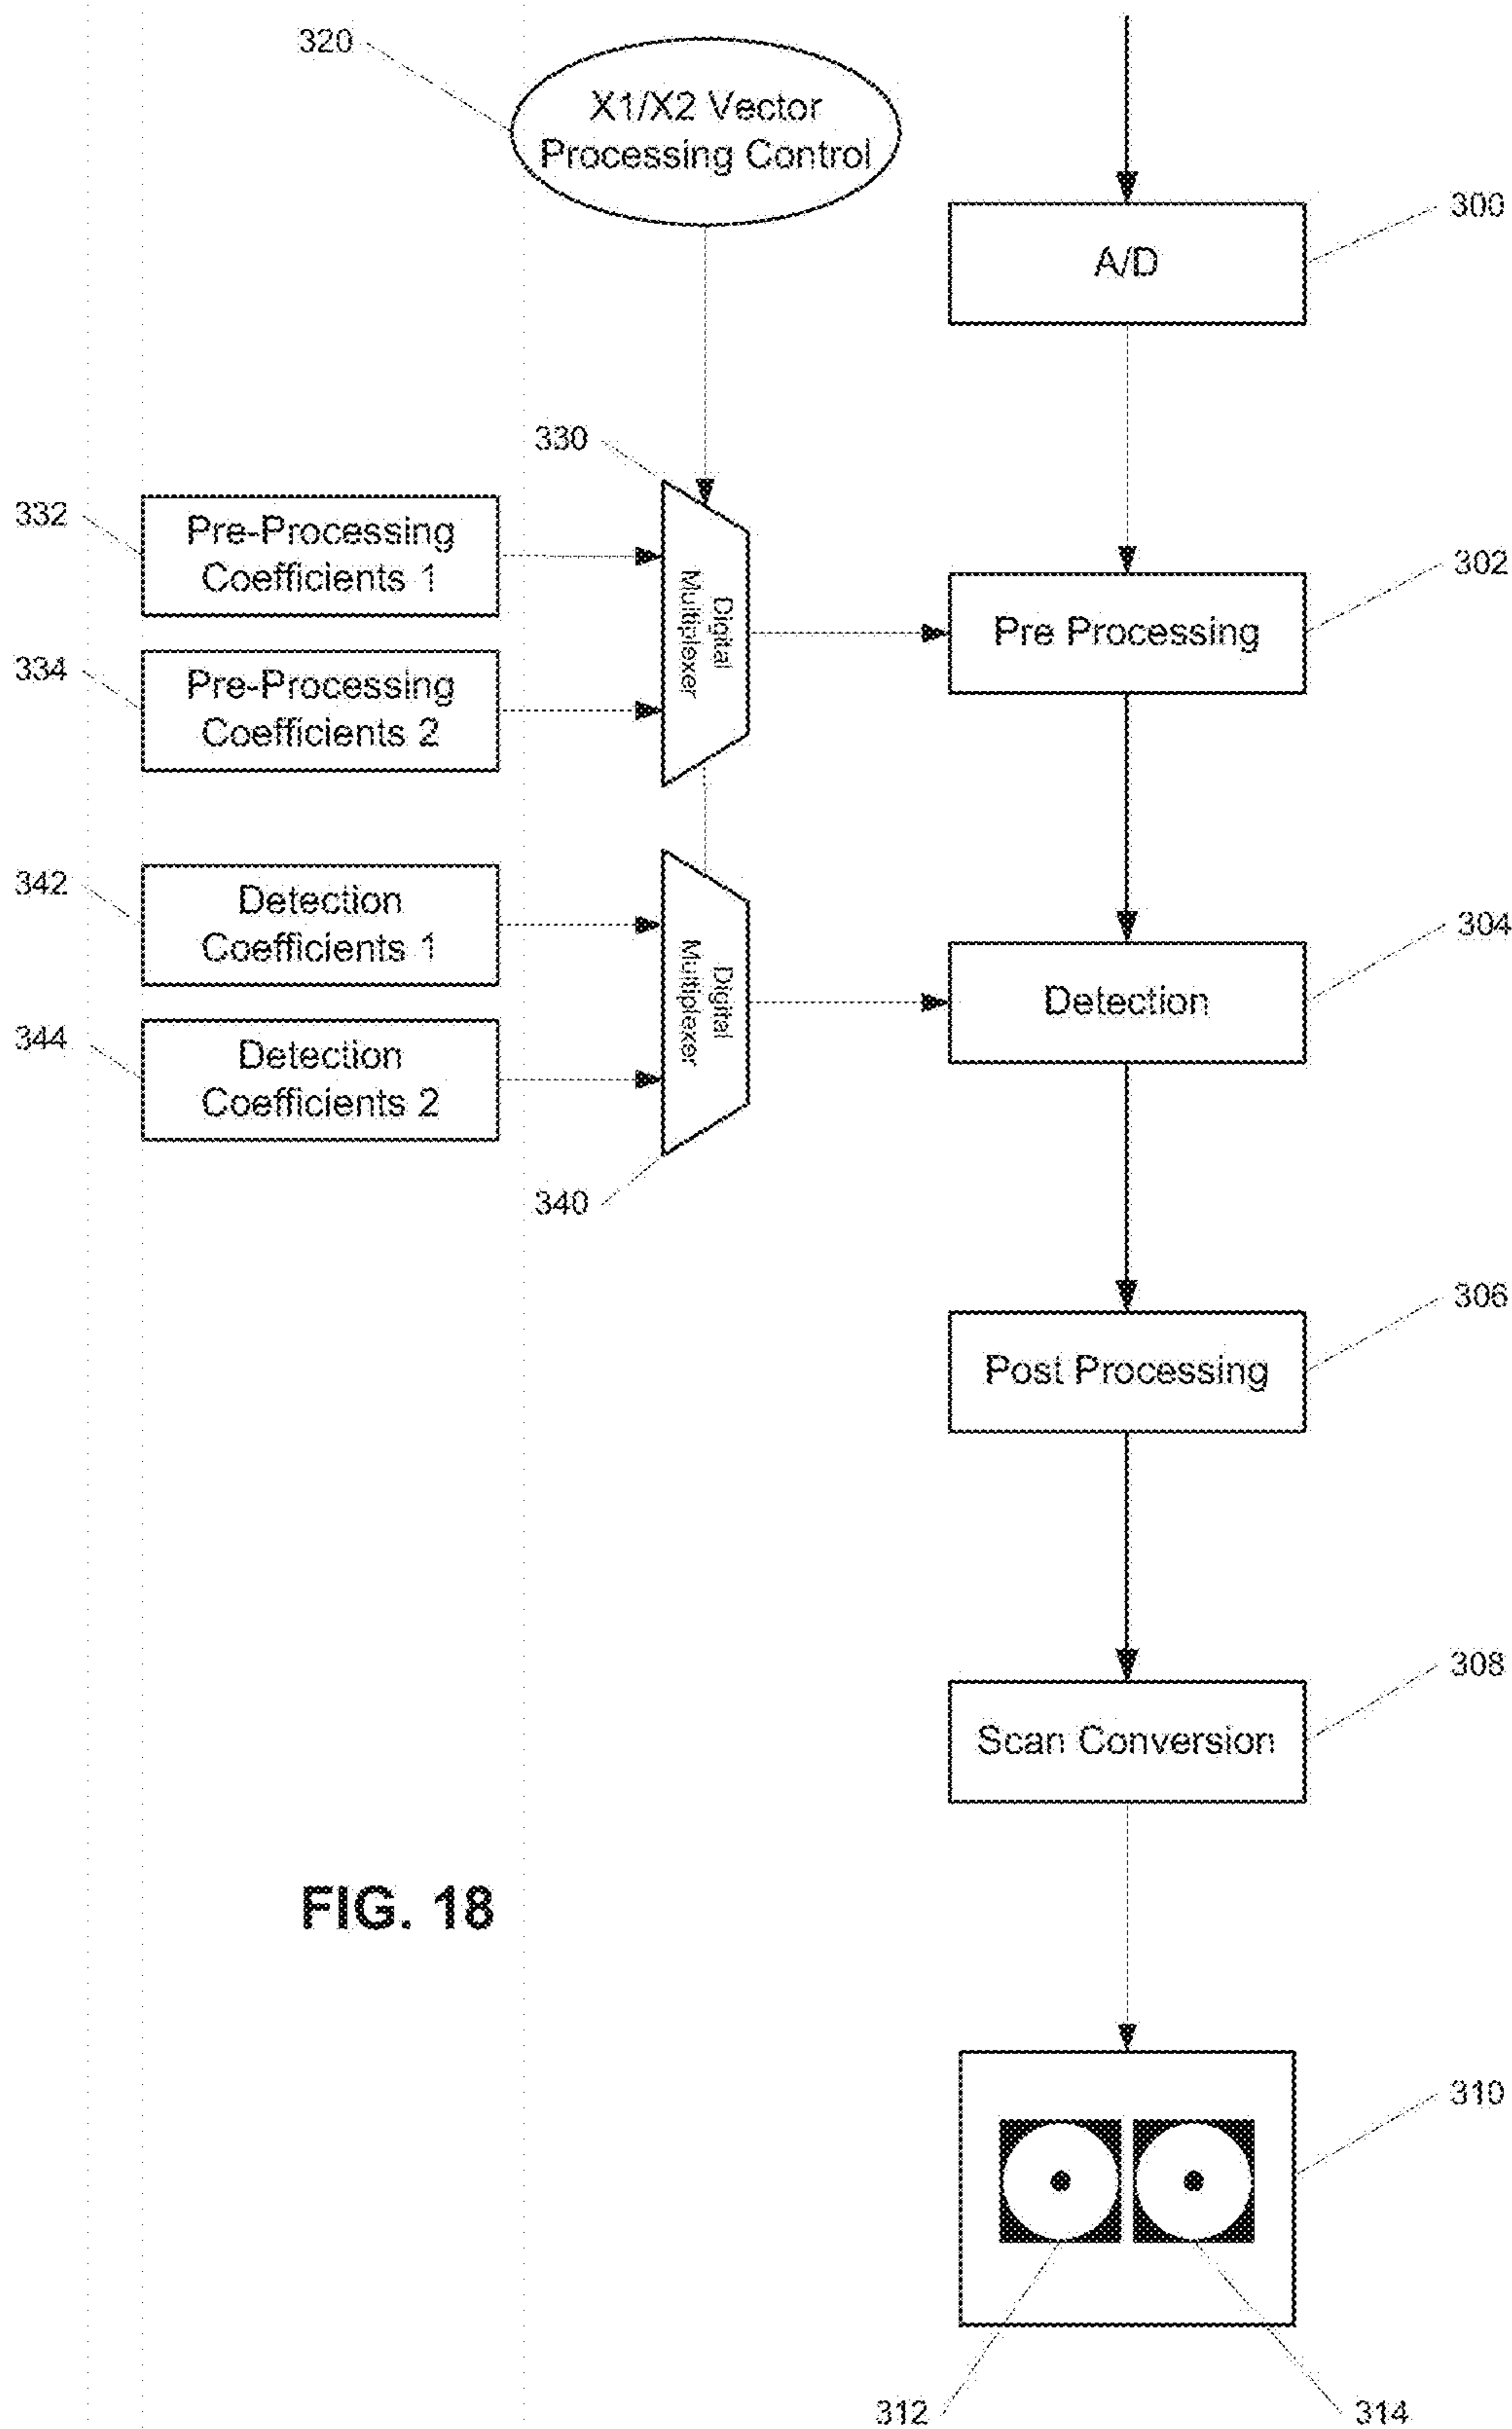 320
X1/X2 Vector
Processing Control
300
A/D
330
332
Pre-Processing
Coefficients 1
Digital
Multiplexer
302
Pre Processing
334
Pre-Processing
Coefficients 2
342
Detection
Coefficients 1
Digital
Multiplexer
304
Detection
344
Detection
Coefficients 2
340
306
Post Processing
308
Scan Conversion
FIG. 18
310
312
314